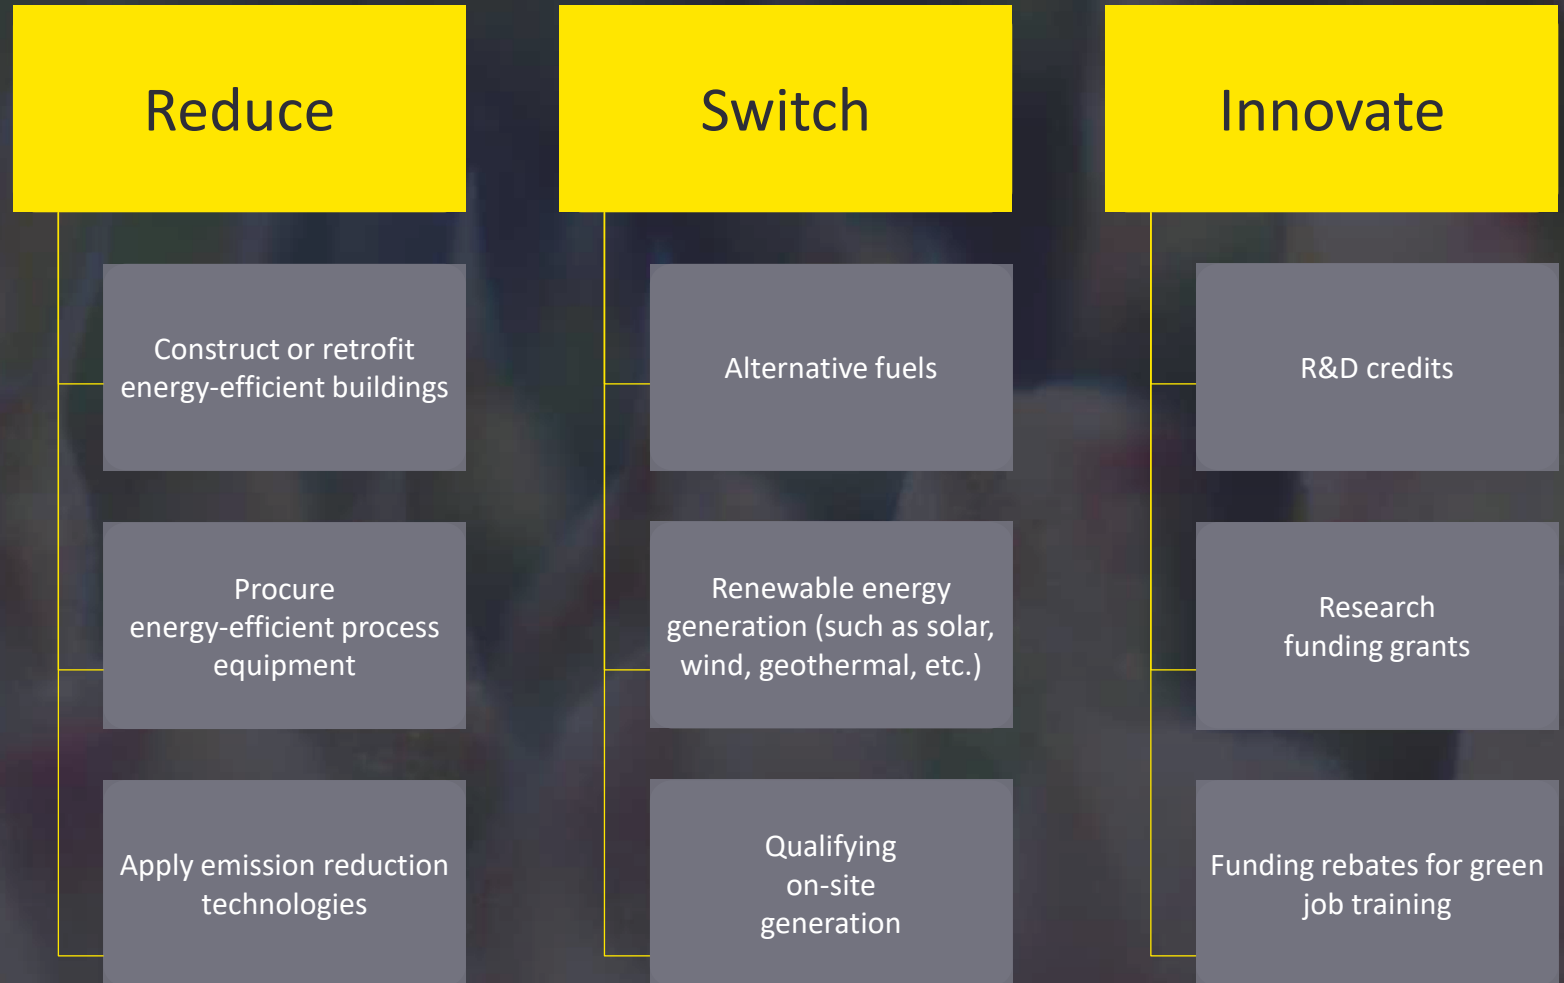 Reduce
Construct or retrofit
energy-efficient buildings
Procure
energy-efficient process
equipment
Apply emission reduction
technologies
Switch
Alternative fuels
Renewable energy
generation (such as solar,
wind, geothermal, etc.)
Qualifying
on-site
generation
Innovate
R&D credits
Research
funding grants
Funding rebates for green
job training